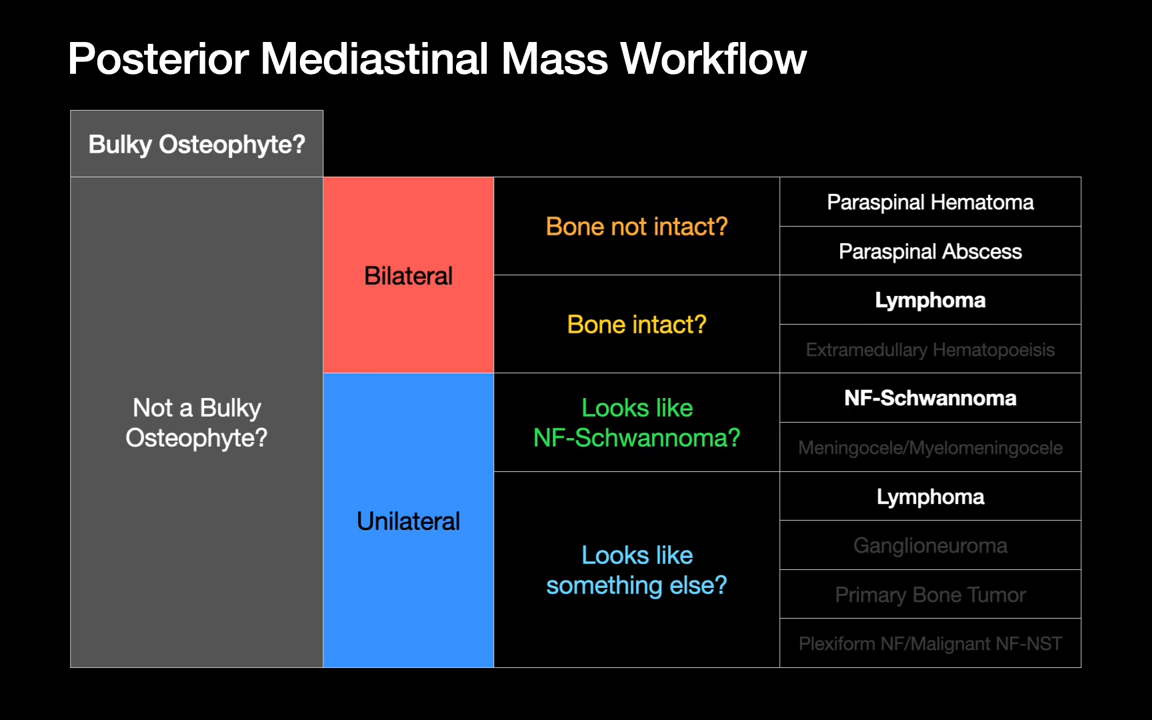 Posterior Mediastinal Mass Workflow
Bulky Osteophyte?
Not a Bulky
Osteophyte?
Bilateral
Bone not intact?
Paraspinal Hematoma
Paraspinal Abscess
Bone intact?
Lymphoma
Extramedullary Hematopoeisis
Unilateral
Looks like
NF-Schwannoma?
NF-Schwannoma
Meningocele/Myelomeningocele
Looks like
something else?
Lymphoma
Ganglioneuroma
Primary Bone Tumor
Plexiform NF/Malignant NF-NST